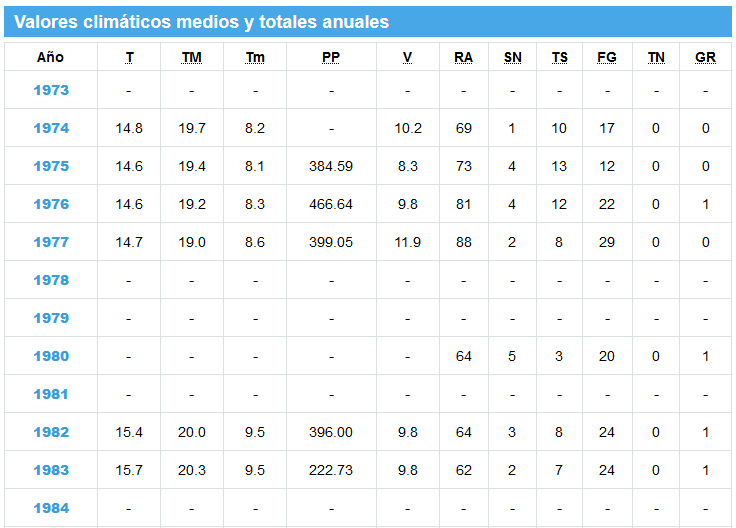 Valores climáticos medios y totales anuales
Año T TM Tm PP V RA SN TS FG TN GR
1973 - - - - - - - - - - -
1974 14.8 19.7 8.2 - 10.2 69 1 10 17 0 0
1975 14.6 19.4 8.1 384.59 8.3 73 4 13 12 0 0
1976 14.6 19.2 8.3 466.64 9.8 81 4 12 22 0 1
1977 14.7 19.0 8.6 399.05 11.9 88 2 8 29 0 0
1978 - - - - - - - - - - -
1979 - - - - - - - - - - -
1980 - - - - - 64 5 3 20 0 1
1981 - - - - - - - - - - -
1982 15.4 20.0 9.5 396.00 9.8 64 3 8 24 0 1
1983 15.7 20.3 9.5 222.73 9.8 62 2 7 24 0 1
1984 - - - - - - - - - - -